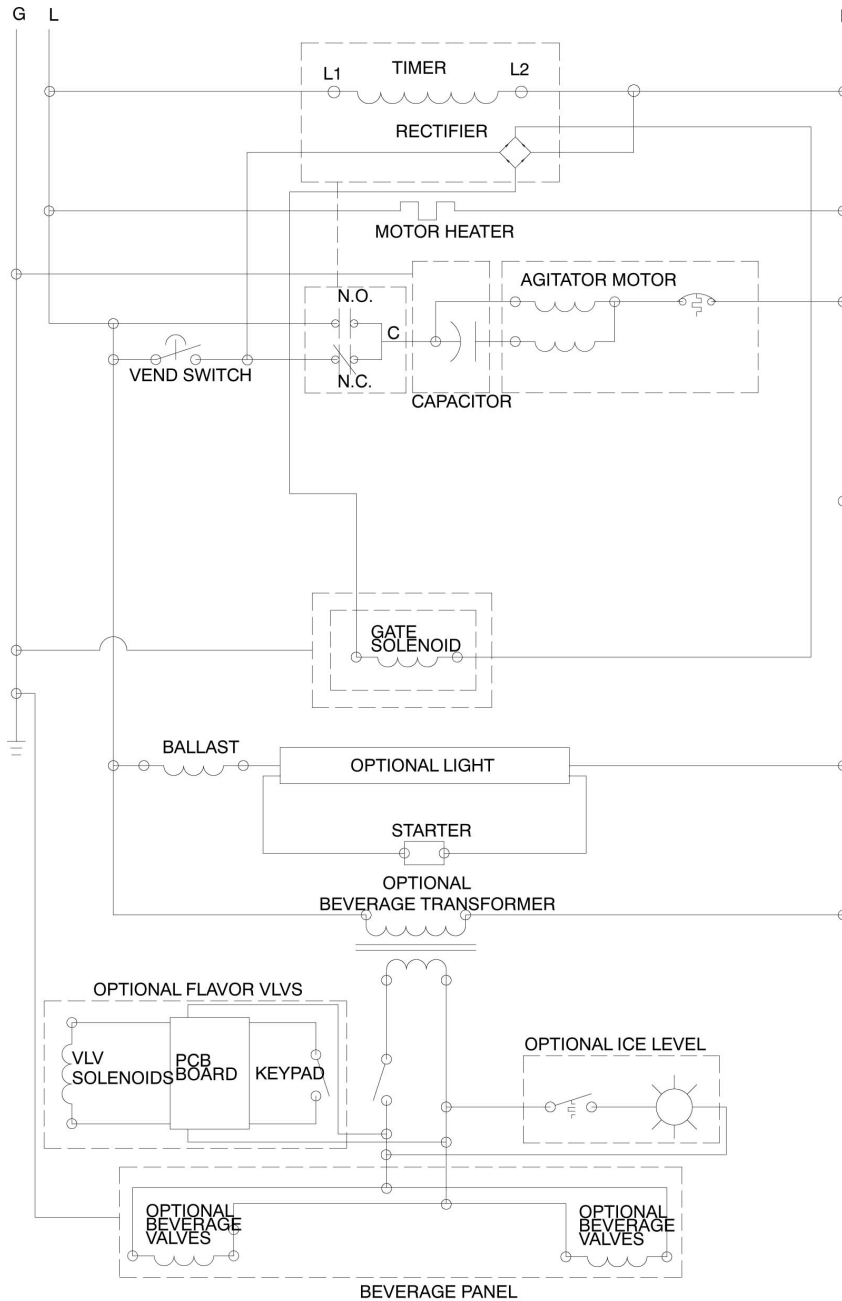 G L
TIMER
L1
L2
RECTIFIER
MOTOR HEATER
AGITATOR MOTOR
N.O.
C
VEND SWITCH
N.C.
CAPACITOR
GATE
SOLENOID
BALLAST
OPTIONAL LIGHT
STARTER
OPTIONAL
BEVERAGE TRANSFORMER
OPTIONAL FLAVOR VLVS
OPTIONAL ICE LEVEL
VLV
SOLENOIDS
PCB
BOARD
KEYPAD
OPTIONAL
BEVERAGE
VALVES
OPTIONAL
BEVERAGE
VALVES
BEVERAGE PANEL